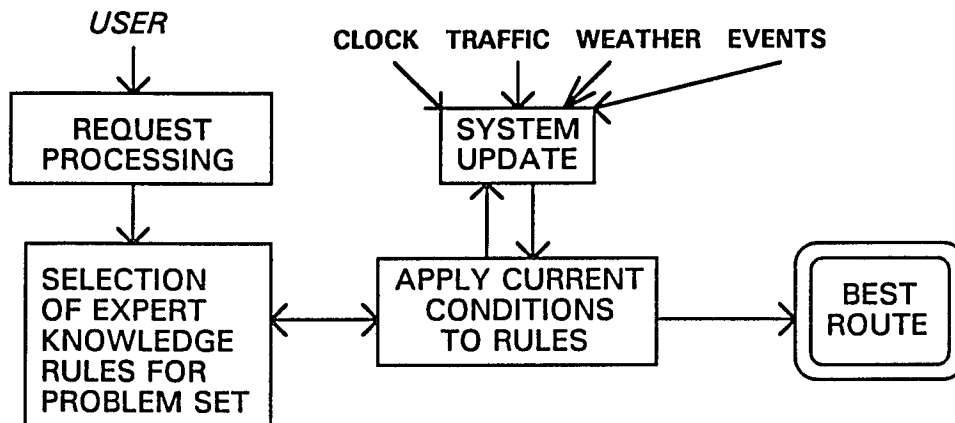 USER
CLOCK TRAFFIC WEATHER EVENTS
REQUEST
PROCESSING
SYSTEM
UPDATE
SELECTION
OF EXPERT
KNOWLEDGE
RULES FOR
PROBLEM SET
APPLY CURRENT
CONDITIONS
TO RULES
BEST
ROUTE